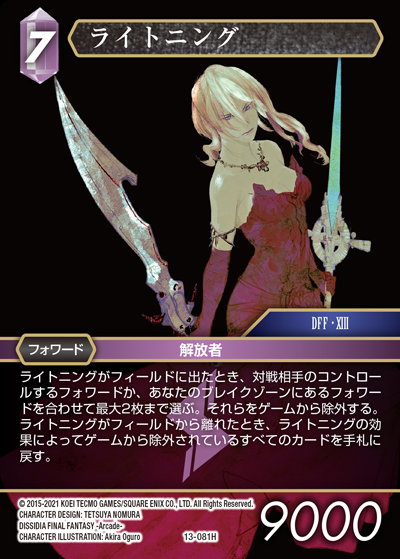 7
ライトニング
DFF・XIII
フォワード
解放者
ライトニングがフィールドに出たとき、対戦相手のコントロー
ルするフォワードか、あなたのブレイクゾーンにあるフォワー
ドを合わせて最大2枚まで選ぶ。それらをゲームから除外する。
ライトニングがフィールドから離れたとき、ライトニングの効
果によってゲームから除外されているすべてのカードを手札に
戻す。
© 2015-2021 KOEI TECMO GAMES/SQUARE ENIX CO., LTD. All Rights Reserved.
CHARACTER DESIGN: TETSUYA NOMURA
DISSIDIA FINAL FANTASY -Arcade-
CHARACTER ILLUSTRATION: Akira Oguro
13-081H
9000